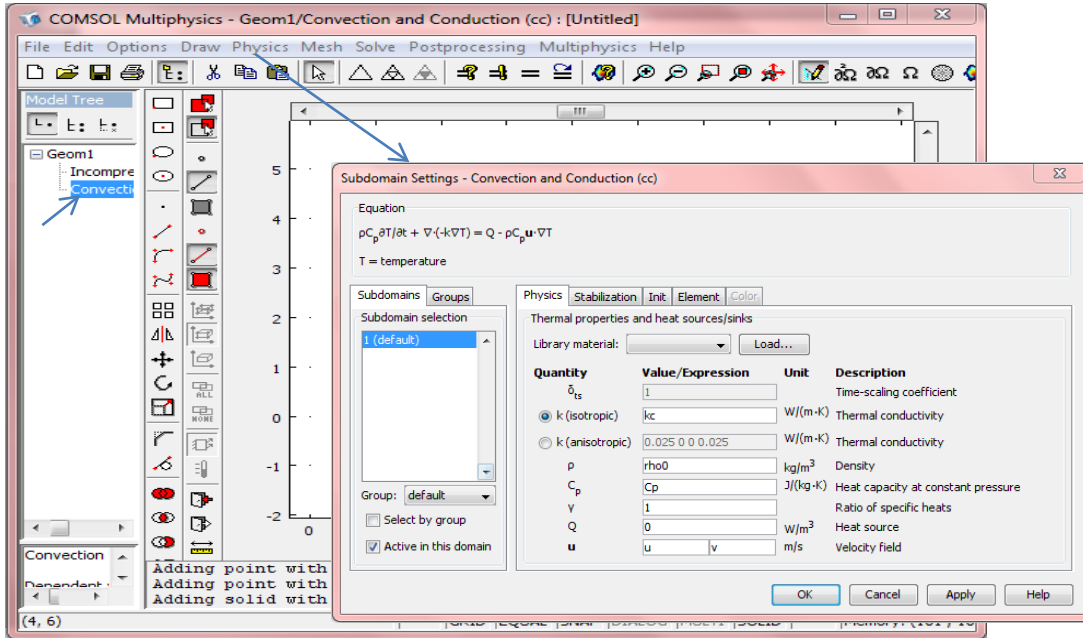 COMSOL Multiphysics - Geom1/Convection and Conduction (cc) : [Untitled]
File Edit Options Draw Physics Mesh Solve Postprocessing Multiphysics Help
Model Tree
Geom1
Incompre
Convecti
5
4
3
2
1
0
-1
-2
0
ALL
NONE
Convection
Adding point with
Adding point with
Adding solid with
(4, 6)
Subdomain Settings - Convection and Conduction (cc)
Equation
ρCp∂T/∂t + ∇·(-k∇T) = Q - ρCpu·∇T
T = temperature
Subdomains Groups
Subdomain selection
1 (default)
Group: default
Select by group
Active in this domain
Physics Stabilization Init Element Color
Thermal properties and heat sources/sinks
Library material: Load...
Quantity Value/Expression Unit Description
δts 1 Time-scaling coefficient
k (isotropic) kc W/(m·K) Thermal conductivity
k (anisotropic) 0.025 0 0 0.025 W/(m·K) Thermal conductivity
ρ rho0 kg/m³ Density
Cp Cp J/(kg·K) Heat capacity at constant pressure
γ 1 Ratio of specific heats
Q 0 W/m³ Heat source
u u v m/s Velocity field
OK Cancel Apply Help